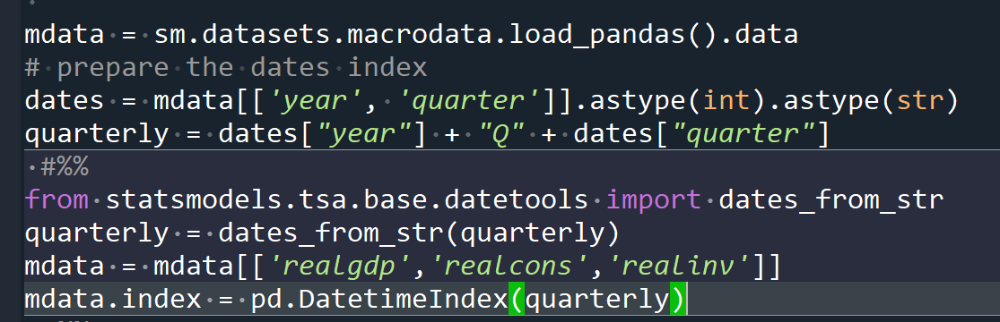 mdata = sm.datasets.macrodata.load_pandas().data
# prepare the dates index
dates = mdata[['year', 'quarter']].astype(int).astype(str)
quarterly = dates["year"] + "Q" + dates["quarter"]
#%%
from statsmodels.tsa.base.datetools import dates_from_str
quarterly = dates_from_str(quarterly)
mdata = mdata[['realgdp','realcons','realinv']]
mdata.index = pd.DatetimeIndex(quarterly)